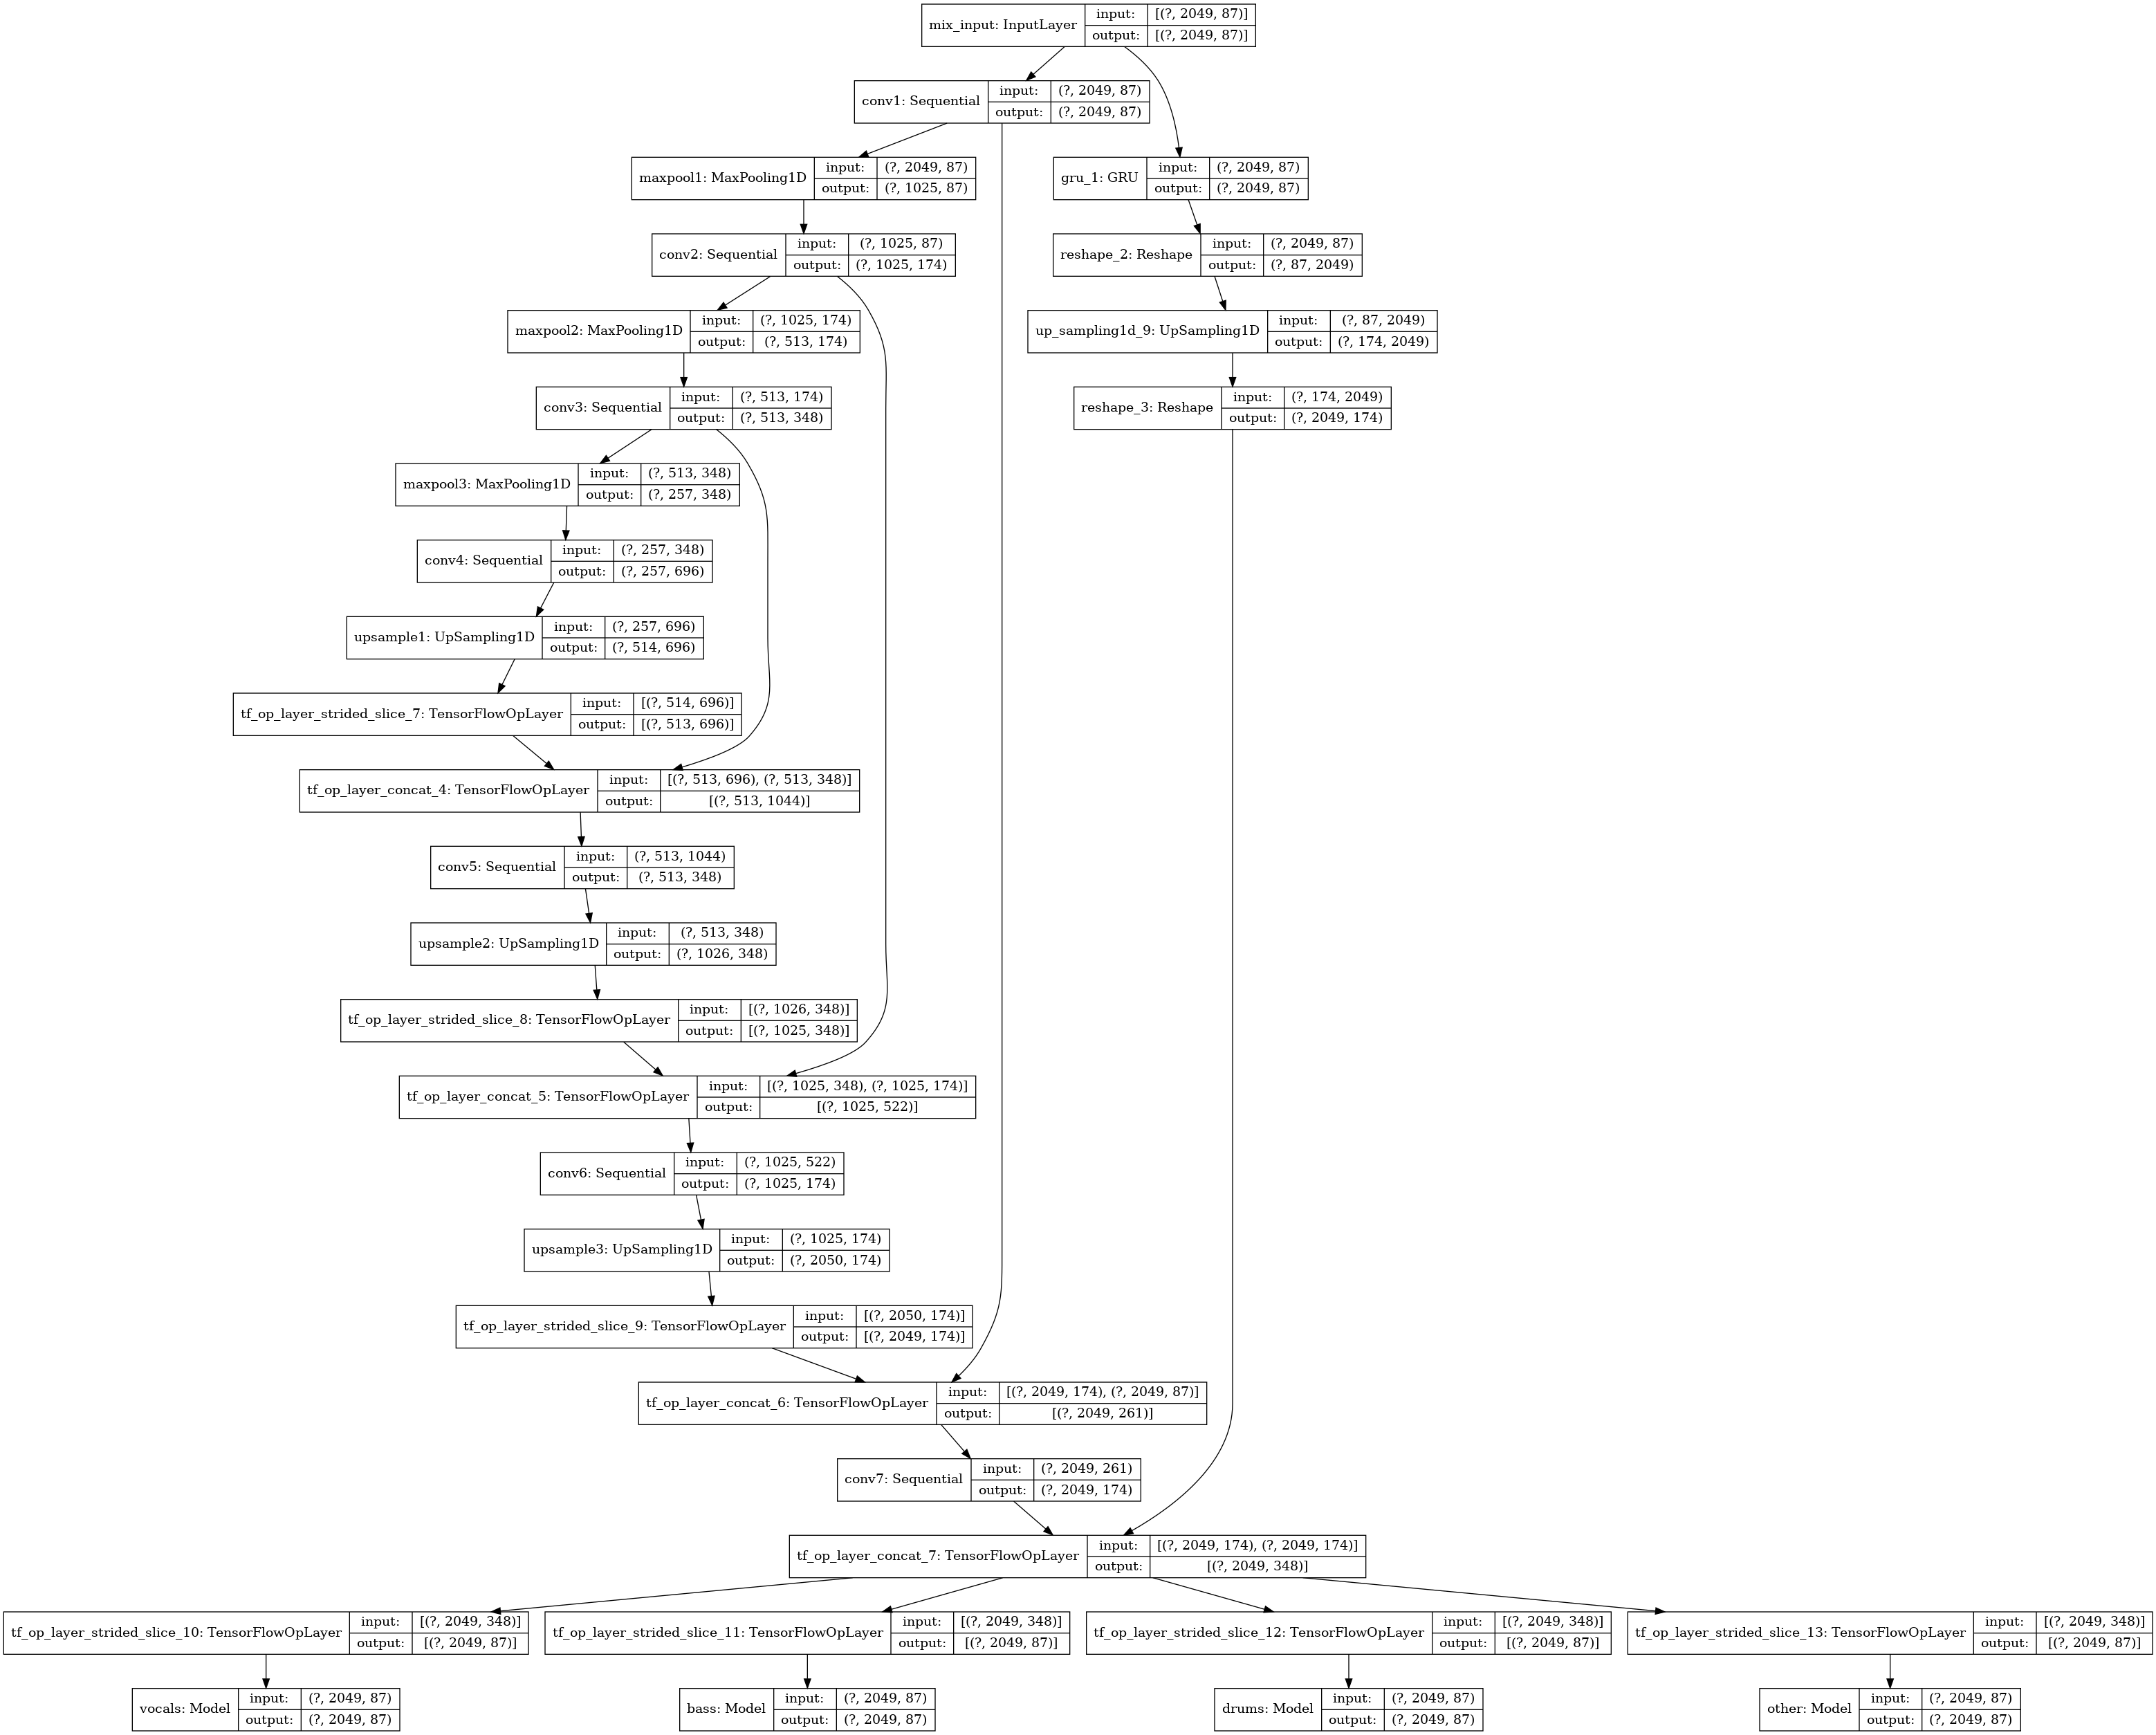 mix_input: InputLayer
input: [(?, 2049, 87)]
output: [(?, 2049, 87)]
conv1: Sequential
input: (?, 2049, 87)
output: (?, 2049, 87)
maxpool1: MaxPooling1D
input: (?, 2049, 87)
output: (?, 1025, 87)
gru_1: GRU
input: (?, 2049, 87)
output: (?, 2049, 87)
conv2: Sequential
input: (?, 1025, 87)
output: (?, 1025, 174)
reshape_2: Reshape
input: (?, 2049, 87)
output: (?, 87, 2049)
maxpool2: MaxPooling1D
input: (?, 1025, 174)
output: (?, 513, 174)
up_sampling1d_9: UpSampling1D
input: (?, 87, 2049)
output: (?, 174, 2049)
conv3: Sequential
input: (?, 513, 174)
output: (?, 513, 348)
reshape_3: Reshape
input: (?, 174, 2049)
output: (?, 2049, 174)
maxpool3: MaxPooling1D
input: (?, 513, 348)
output: (?, 257, 348)
conv4: Sequential
input: (?, 257, 348)
output: (?, 257, 696)
upsample1: UpSampling1D
input: (?, 257, 696)
output: (?, 514, 696)
tf_op_layer_strided_slice_7: TensorFlowOpLayer
input: [(?, 514, 696)]
output: [(?, 513, 696)]
tf_op_layer_concat_4: TensorFlowOpLayer
input: [(?, 513, 696), (?, 513, 348)]
output: [(?, 513, 1044)]
conv5: Sequential
input: (?, 513, 1044)
output: (?, 513, 348)
upsample2: UpSampling1D
input: (?, 513, 348)
output: (?, 1026, 348)
tf_op_layer_strided_slice_8: TensorFlowOpLayer
input: [(?, 1026, 348)]
output: [(?, 1025, 348)]
tf_op_layer_concat_5: TensorFlowOpLayer
input: [(?, 1025, 348), (?, 1025, 174)]
output: [(?, 1025, 522)]
conv6: Sequential
input: (?, 1025, 522)
output: (?, 1025, 174)
upsample3: UpSampling1D
input: (?, 1025, 174)
output: (?, 2050, 174)
tf_op_layer_strided_slice_9: TensorFlowOpLayer
input: [(?, 2050, 174)]
output: [(?, 2049, 174)]
tf_op_layer_concat_6: TensorFlowOpLayer
input: [(?, 2049, 174), (?, 2049, 87)]
output: [(?, 2049, 261)]
conv7: Sequential
input: (?, 2049, 261)
output: (?, 2049, 174)
tf_op_layer_concat_7: TensorFlowOpLayer
input: [(?, 2049, 174), (?, 2049, 174)]
output: [(?, 2049, 348)]
tf_op_layer_strided_slice_10: TensorFlowOpLayer
input: [(?, 2049, 348)]
output: [(?, 2049, 87)]
tf_op_layer_strided_slice_11: TensorFlowOpLayer
input: [(?, 2049, 348)]
output: [(?, 2049, 87)]
tf_op_layer_strided_slice_12: TensorFlowOpLayer
input: [(?, 2049, 348)]
output: [(?, 2049, 87)]
tf_op_layer_strided_slice_13: TensorFlowOpLayer
input: [(?, 2049, 348)]
output: [(?, 2049, 87)]
vocals: Model
input: (?, 2049, 87)
output: (?, 2049, 87)
bass: Model
input: (?, 2049, 87)
output: (?, 2049, 87)
drums: Model
input: (?, 2049, 87)
output: (?, 2049, 87)
other: Model
input: (?, 2049, 87)
output: (?, 2049, 87)